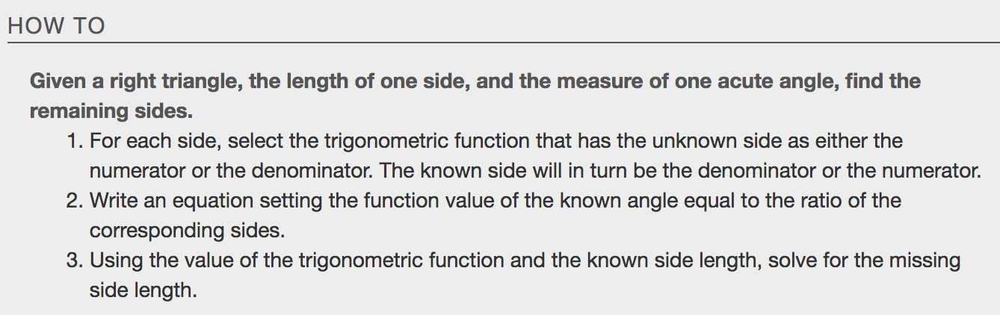 HOW TO
Given a right triangle, the length of one side, and the measure of one acute angle, find the
remaining sides.
1. For each side, select the trigonometric function that has the unknown side as either the
numerator or the denominator. The known side will in turn be the denominator or the numerator.
2. Write an equation setting the function value of the known angle equal to the ratio of the
corresponding sides.
3. Using the value of the trigonometric function and the known side length, solve for the missing
side length.